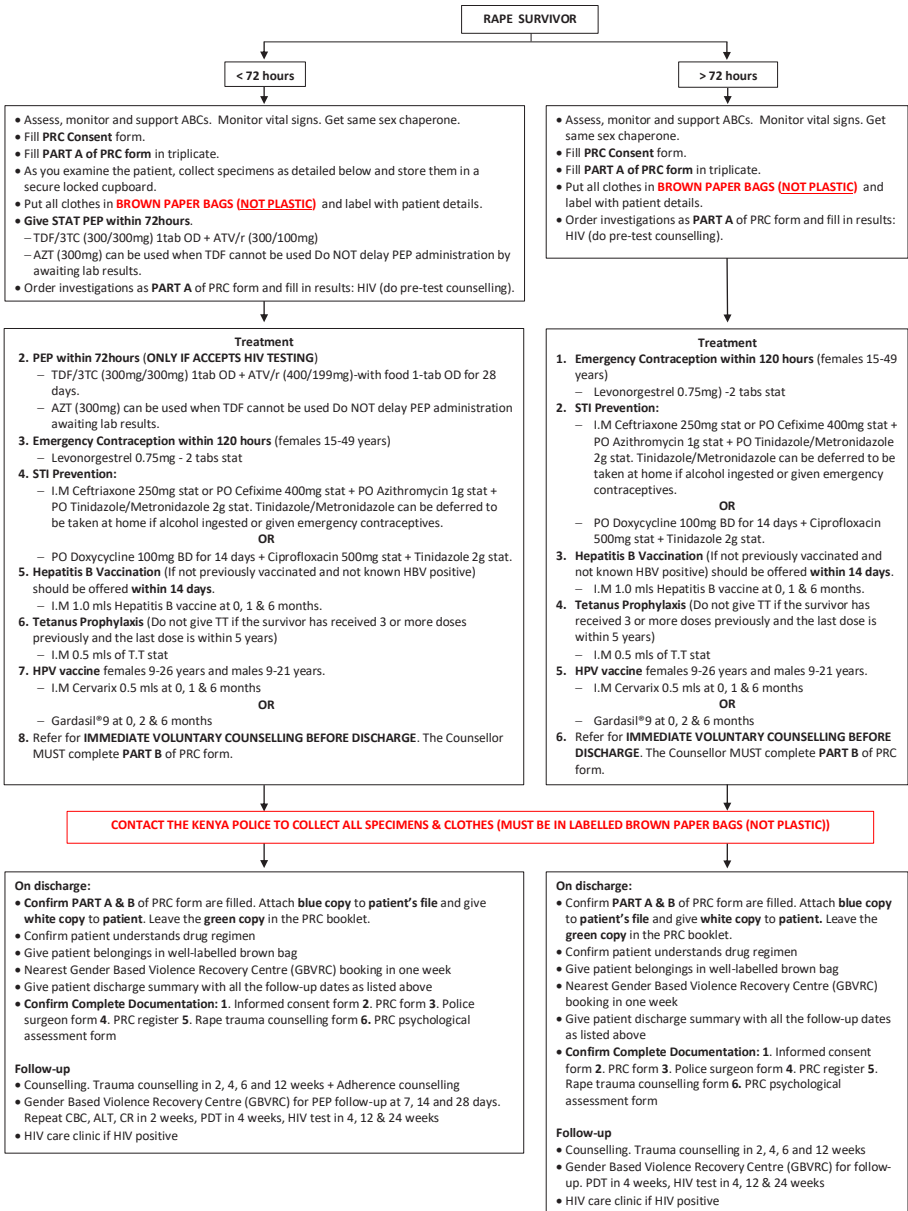 RAPE SURVIVOR
< 72 hours
• Assess, monitor and support ABCs. Monitor vital signs. Get same sex chaperone.
• Fill PRC Consent form.
• Fill PART A of PRC form in triplicate.
• As you examine the patient, collect specimens as detailed below and store them in a
secure locked cupboard.
• Put all clothes in BROWN PAPER BAGS (NOT PLASTIC) and label with patient details.
• Give STAT PEP within 72hours.
– TDF/3TC (300/300mg) 1tab OD + ATV/r (300/100mg)
– AZT (300mg) can be used when TDF cannot be used Do NOT delay PEP administration by
awaiting lab results.
• Order investigations as PART A of PRC form and fill in results: HIV (do pre-test counselling).
> 72 hours
• Assess, monitor and support ABCs. Monitor vital signs. Get
same sex chaperone.
• Fill PRC Consent form.
• Fill PART A of PRC form in triplicate.
• Put all clothes in BROWN PAPER BAGS (NOT PLASTIC) and
label with patient details.
• Order investigations as PART A of PRC form and fill in results:
HIV (do pre-test counselling).
Treatment
2. PEP within 72hours (ONLY IF ACCEPTS HIV TESTING)
– TDF/3TC (300mg/300mg) 1tab OD + ATV/r (400/199mg)-with food 1-tab OD for 28
days.
– AZT (300mg) can be used when TDF cannot be used Do NOT delay PEP administration
awaiting lab results.
3. Emergency Contraception within 120 hours (females 15-49 years)
– Levonorgestrel 0.75mg - 2 tabs stat
4. STI Prevention:
– I.M Ceftriaxone 250mg stat or PO Cefixime 400mg stat + PO Azithromycin 1g stat +
PO Tinidazole/Metronidazole 2g stat. Tinidazole/Metronidazole can be deferred to
be taken at home if alcohol ingested or given emergency contraceptives.
OR
– PO Doxycycline 100mg BD for 14 days + Ciprofloxacin 500mg stat + Tinidazole 2g stat.
5. Hepatitis B Vaccination (If not previously vaccinated and not known HBV positive)
should be offered within 14 days.
– I.M 1.0 mls Hepatitis B vaccine at 0, 1 & 6 months.
6. Tetanus Prophylaxis (Do not give TT if the survivor has received 3 or more doses
previously and the last dose is within 5 years)
– I.M 0.5 mls of T.T stat
7. HPV vaccine females 9-26 years and males 9-21 years.
– I.M Cervarix 0.5 mls at 0, 1 & 6 months
OR
– Gardasil®9 at 0, 2 & 6 months
8. Refer for IMMEDIATE VOLUNTARY COUNSELLING BEFORE DISCHARGE. The Counsellor
MUST complete PART B of PRC form.
Treatment
1. Emergency Contraception within 120 hours (females 15-49
years)
– Levonorgestrel 0.75mg) -2 tabs stat
2. STI Prevention:
– I.M Ceftriaxone 250mg stat or PO Cefixime 400mg stat +
PO Azithromycin 1g stat + PO Tinidazole/Metronidazole
2g stat. Tinidazole/Metronidazole can be deferred to be
taken at home if alcohol ingested or given emergency
contraceptives.
OR
– PO Doxycycline 100mg BD for 14 days + Ciprofloxacin
500mg stat + Tinidazole 2g stat.
3. Hepatitis B Vaccination (If not previously vaccinated and
not known HBV positive) should be offered within 14 days.
– I.M 1.0 mls Hepatitis B vaccine at 0, 1 & 6 months.
4. Tetanus Prophylaxis (Do not give TT if the survivor has
received 3 or more doses previously and the last dose is
within 5 years)
– I.M 0.5 mls of T.T stat
5. HPV vaccine females 9-26 years and males 9-21 years.
– I.M Cervarix 0.5 mls at 0, 1 & 6 months
OR
– Gardasil®9 at 0, 2 & 6 months
6. Refer for IMMEDIATE VOLUNTARY COUNSELLING BEFORE
DISCHARGE. The Counsellor MUST complete PART B of PRC
form.
CONTACT THE KENYA POLICE TO COLLECT ALL SPECIMENS & CLOTHES (MUST BE IN LABELLED BROWN PAPER BAGS (NOT PLASTIC))
On discharge:
• Confirm PART A & B of PRC form are filled. Attach blue copy to patient's file and give
white copy to patient. Leave the green copy in the PRC booklet.
• Confirm patient understands drug regimen
• Give patient belongings in well-labelled brown bag
• Nearest Gender Based Violence Recovery Centre (GBVRC) booking in one week
• Give patient discharge summary with all the follow-up dates as listed above
• Confirm Complete Documentation: 1. Informed consent form 2. PRC form 3. Police
surgeon form 4. PRC register 5. Rape trauma counselling form 6. PRC psychological
assessment form
Follow-up
• Counselling. Trauma counselling in 2, 4, 6 and 12 weeks + Adherence counselling
• Gender Based Violence Recovery Centre (GBVRC) for PEP follow-up at 7, 14 and 28 days.
Repeat CBC, ALT, CR in 2 weeks, PDT in 4 weeks, HIV test in 4, 12 & 24 weeks
• HIV care clinic if HIV positive
On discharge:
• Confirm PART A & B of PRC form are filled. Attach blue copy
to patient's file and give white copy to patient. Leave the
green copy in the PRC booklet.
• Confirm patient understands drug regimen
• Give patient belongings in well-labelled brown bag
• Nearest Gender Based Violence Recovery Centre (GBVRC)
booking in one week
• Give patient discharge summary with all the follow-up dates
as listed above
• Confirm Complete Documentation: 1. Informed consent
form 2. PRC form 3. Police surgeon form 4. PRC register 5.
Rape trauma counselling form 6. PRC psychological
assessment form
Follow-up
• Counselling. Trauma counselling in 2, 4, 6 and 12 weeks
• Gender Based Violence Recovery Centre (GBVRC) for follow-
up. PDT in 4 weeks, HIV test in 4, 12 & 24 weeks
• HIV care clinic if HIV positive